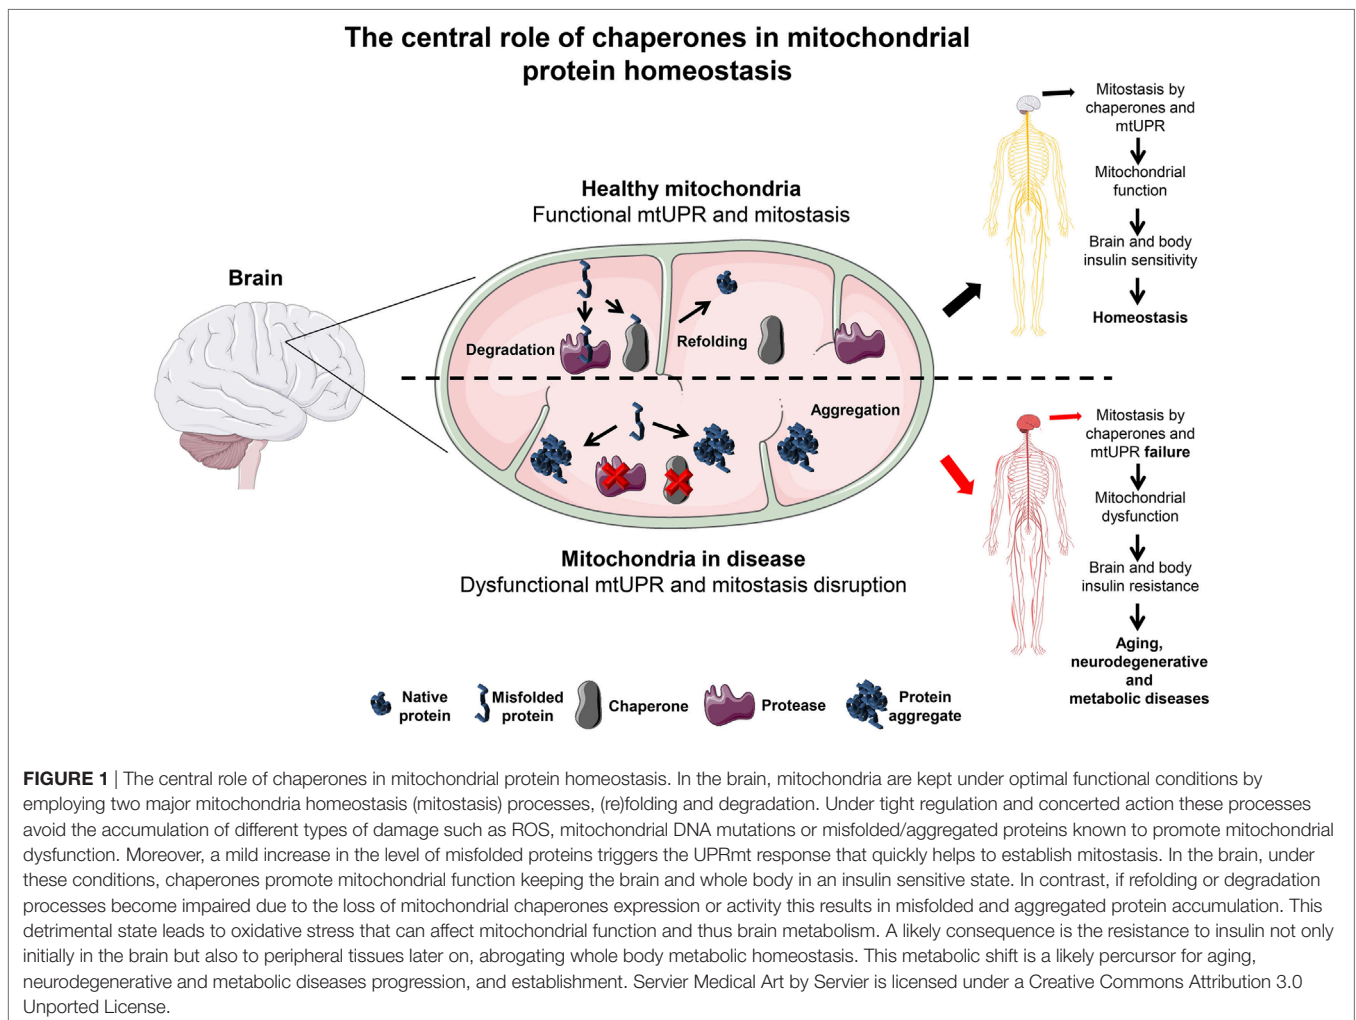 The central role of chaperones in mitochondrial
protein homeostasis
Healthy mitochondria
Functional mtUPR and mitostasis
Brain
Degradation
Refolding
Aggregation
Mitochondria in disease
Dysfunctional mtUPR and mitostasis disruption
Mitostasis by
chaperones and
mtUPR
Mitochondrial
function
Brain and body
insulin sensitivity
Homeostasis
Mitostasis by
chaperones and
mtUPR failure
Mitochondrial
dysfunction
Brain and body
insulin resistance
Aging,
neurodegenerative
and
metabolic diseases
Native
protein
Misfolded
protein
Chaperone
Protease
Protein
aggregate
FIGURE 1 | The central role of chaperones in mitochondrial protein homeostasis. In the brain, mitochondria are kept under optimal functional conditions by
employing two major mitochondria homeostasis (mitostasis) processes, (re)folding and degradation. Under tight regulation and concerted action these processes
avoid the accumulation of different types of damage such as ROS, mitochondrial DNA mutations or misfolded/aggregated proteins known to promote mitochondrial
dysfunction. Moreover, a mild increase in the level of misfolded proteins triggers the UPRmt response that quickly helps to establish mitostasis. In the brain, under
these conditions, chaperones promote mitochondrial function keeping the brain and whole body in an insulin sensitive state. In contrast, if refolding or degradation
processes become impaired due to the loss of mitochondrial chaperones expression or activity this results in misfolded and aggregated protein accumulation. This
detrimental state leads to oxidative stress that can affect mitochondrial function and thus brain metabolism. A likely consequence is the resistance to insulin not only
initially in the brain but also to peripheral tissues later on, abrogating whole body metabolic homeostasis. This metabolic shift is a likely percursor for aging,
neurodegenerative and metabolic diseases progression, and establishment. Servier Medical Art by Servier is licensed under a Creative Commons Attribution 3.0
Unported License.